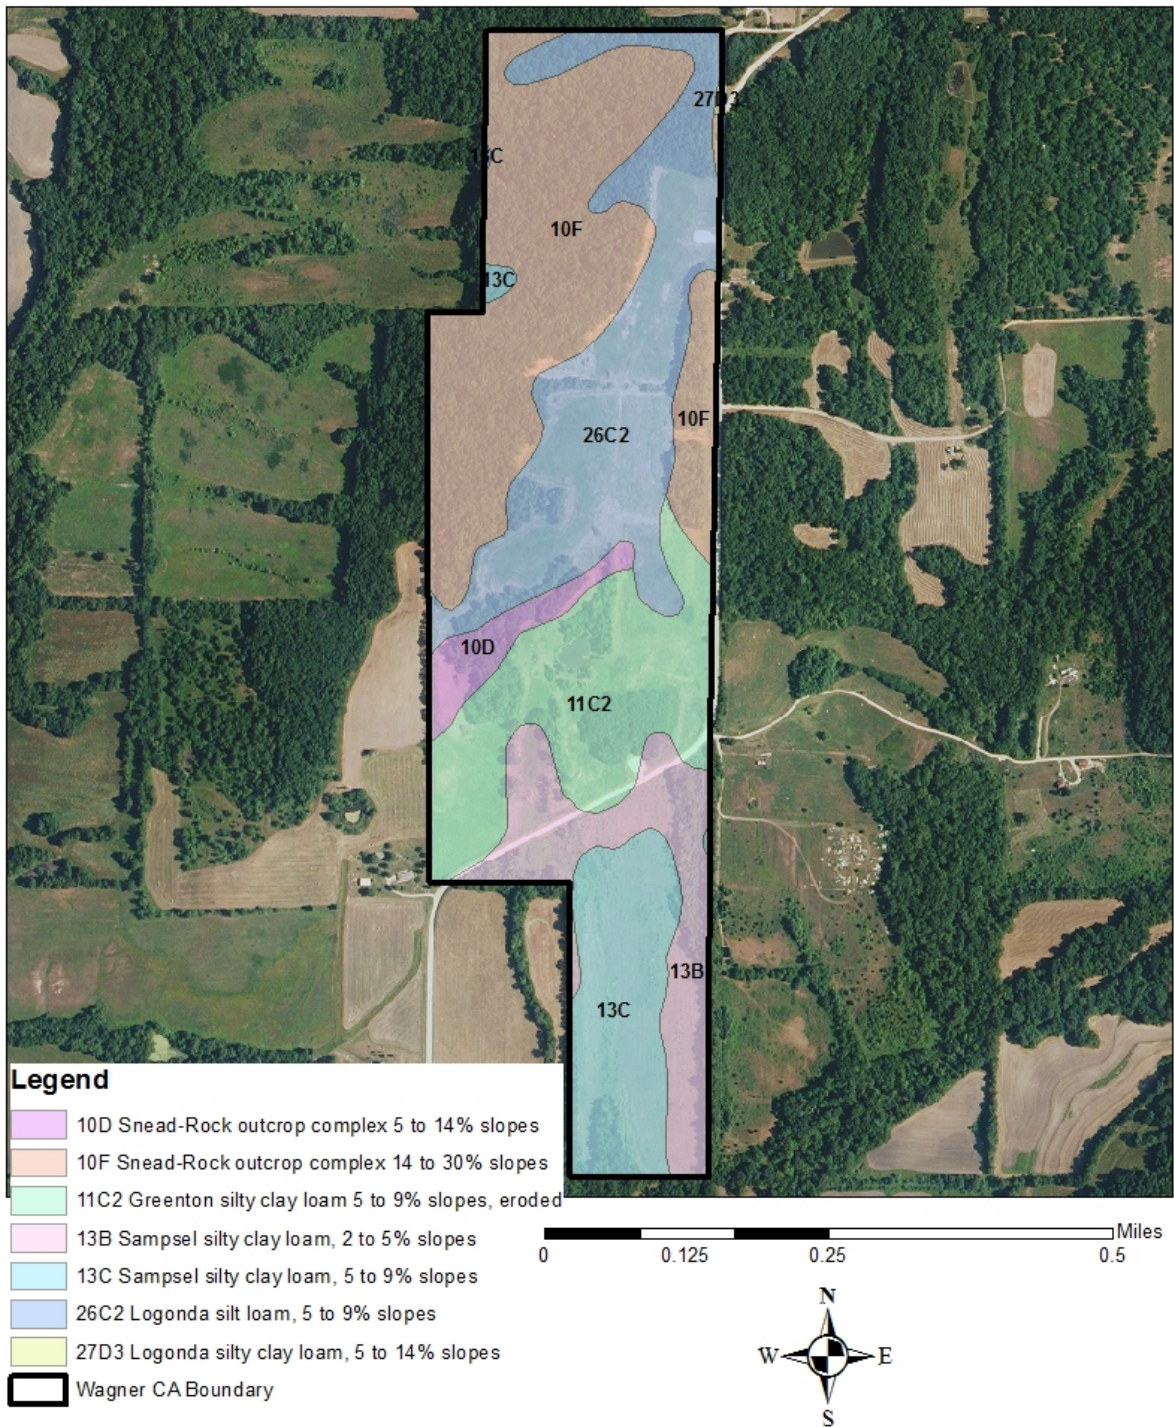 27D3
13C
10F
13C
10F
26C2
10D
11C2
13B
13C
Legend
10D Snead-Rock outcrop complex 5 to 14% slopes
10F Snead-Rock outcrop complex 14 to 30% slopes
11C2 Greenton silty clay loam 5 to 9% slopes, eroded
13B Sampsel silty clay loam, 2 to 5% slopes
13C Sampsel silty clay loam, 5 to 9% slopes
26C2 Logonda silt loam, 5 to 9% slopes
27D3 Logonda silty clay loam, 5 to 14% slopes
Wagner CA Boundary
Miles
0 0.125 0.25 0.5
N
W E
S